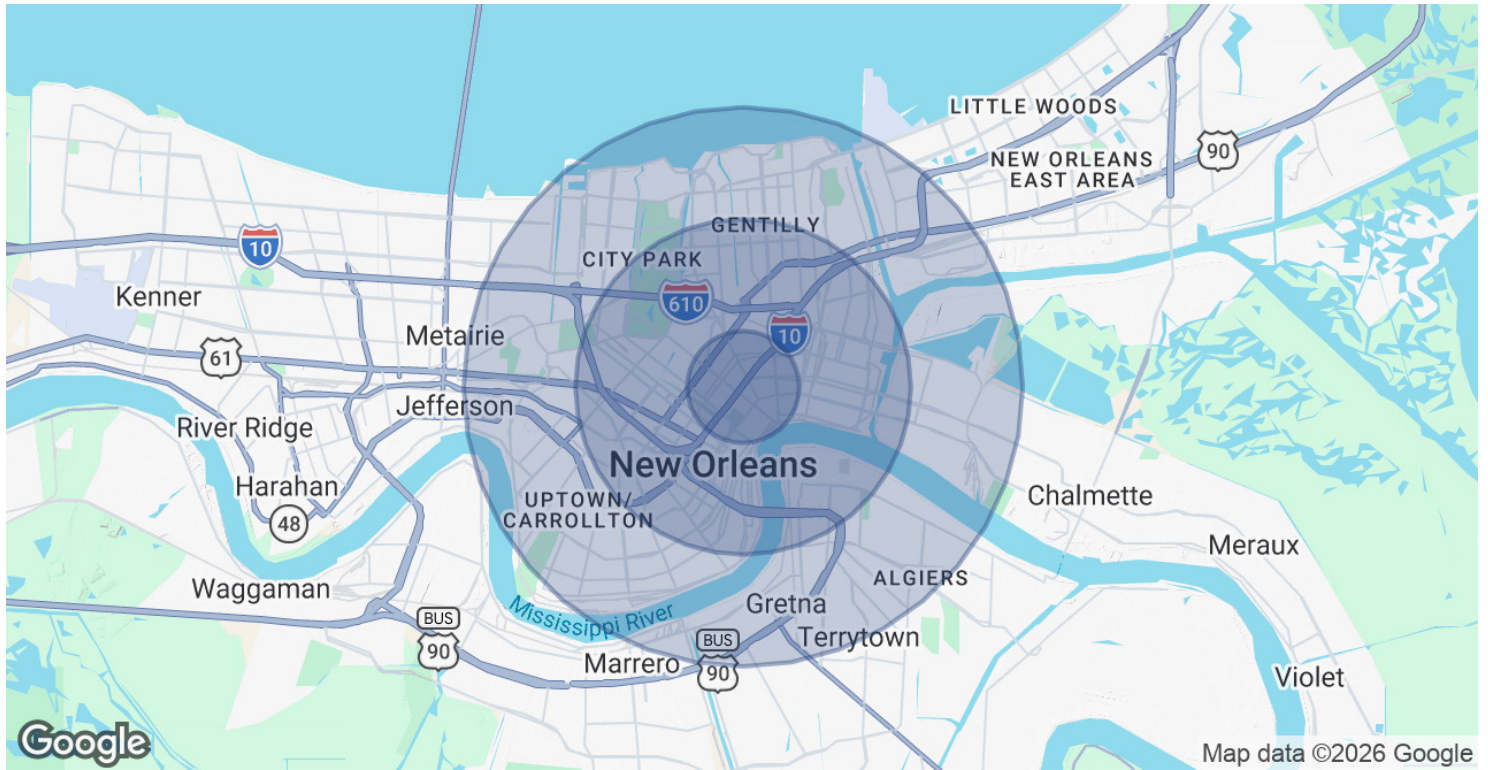 LITTLE WOODS
NEW ORLEANS
EAST AREA
90
GENTILLY
10
CITY PARK
Kenner
610
Metairie
10
61
Jefferson
River Ridge
New Orleans
Harahan
48
UPTOWN/
CARROLLTON
Chalmette
Meraux
Waggaman
ALGIERS
Mississippi River
Gretna
BUS
90
Terrytown
BUS
90
Marrero
Violet
Google
Map data ©2026 Google